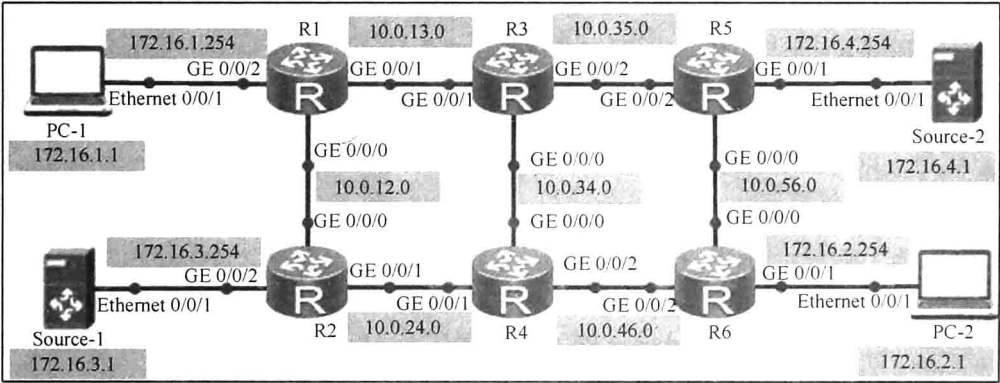 R1
R3
R5
172.16.1.254
10.0.13.0
10.0.35.0
172.16.4.254
GE 0/0/2
GE 0/0/1
GE 0/0/2
GE 0/0/1
Ethernet 0/0/1
GE 0/0/1
GE 0/0/2
Ethernet 0/0/1
R
R
R
PC-1
Source-2
172.16.1.1
172.16.4.1
GE 0/0/0
GE 0/0/0
GE 0/0/0
10.0.12.0
10.0.34.0
10.0.56.0
GE 0/0/0
GE 0/0/0
GE 0/0/0
172.16.3.254
172.16.2.254
GE 0/0/2
GE 0/0/1
GE 0/0/2
GE 0/0/1
Ethernet 0/0/1
GE 0/0/1
GE 0/0/2
Ethernet 0/0/1
R
R
R
Source-1
R2
10.0.24.0
R4
10.0.46.0
R6
PC-2
172.16.3.1
172.16.2.1